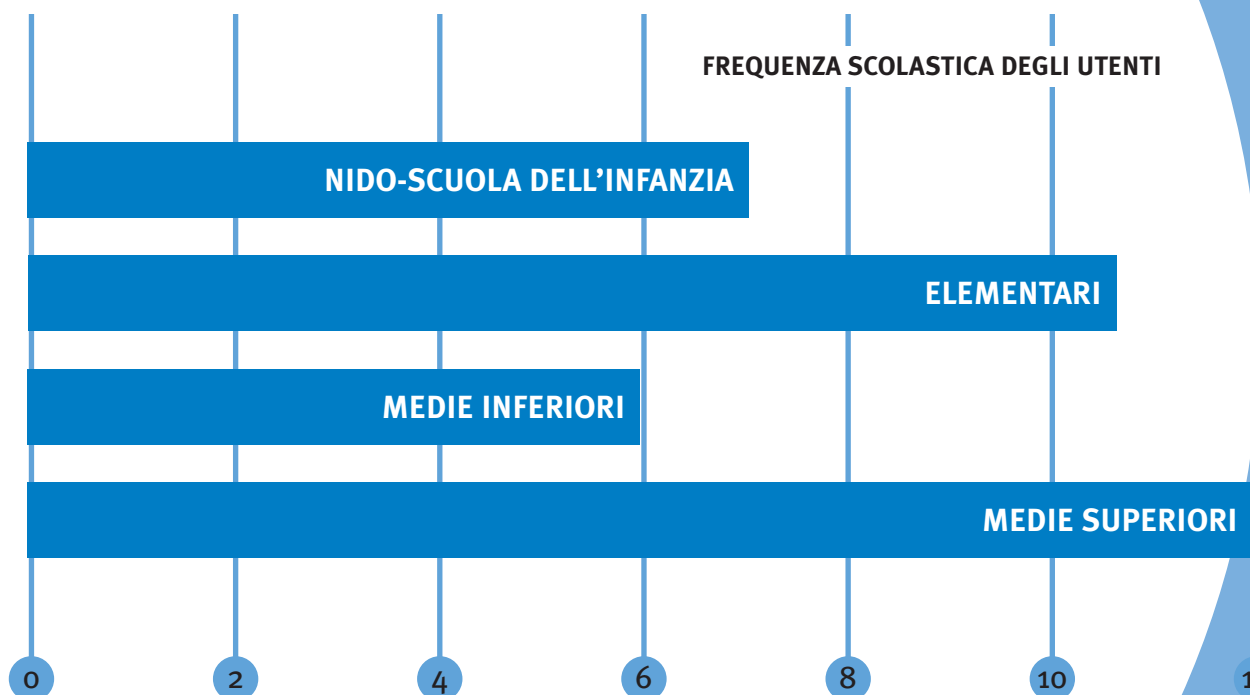 FREQUENZA SCOLASTICA DEGLI UTENTI
NIDO-SCUOLA DELL'INFANZIA
ELEMENTARI
MEDIE INFERIORI
MEDIE SUPERIORI
0 2 4 6 8 10